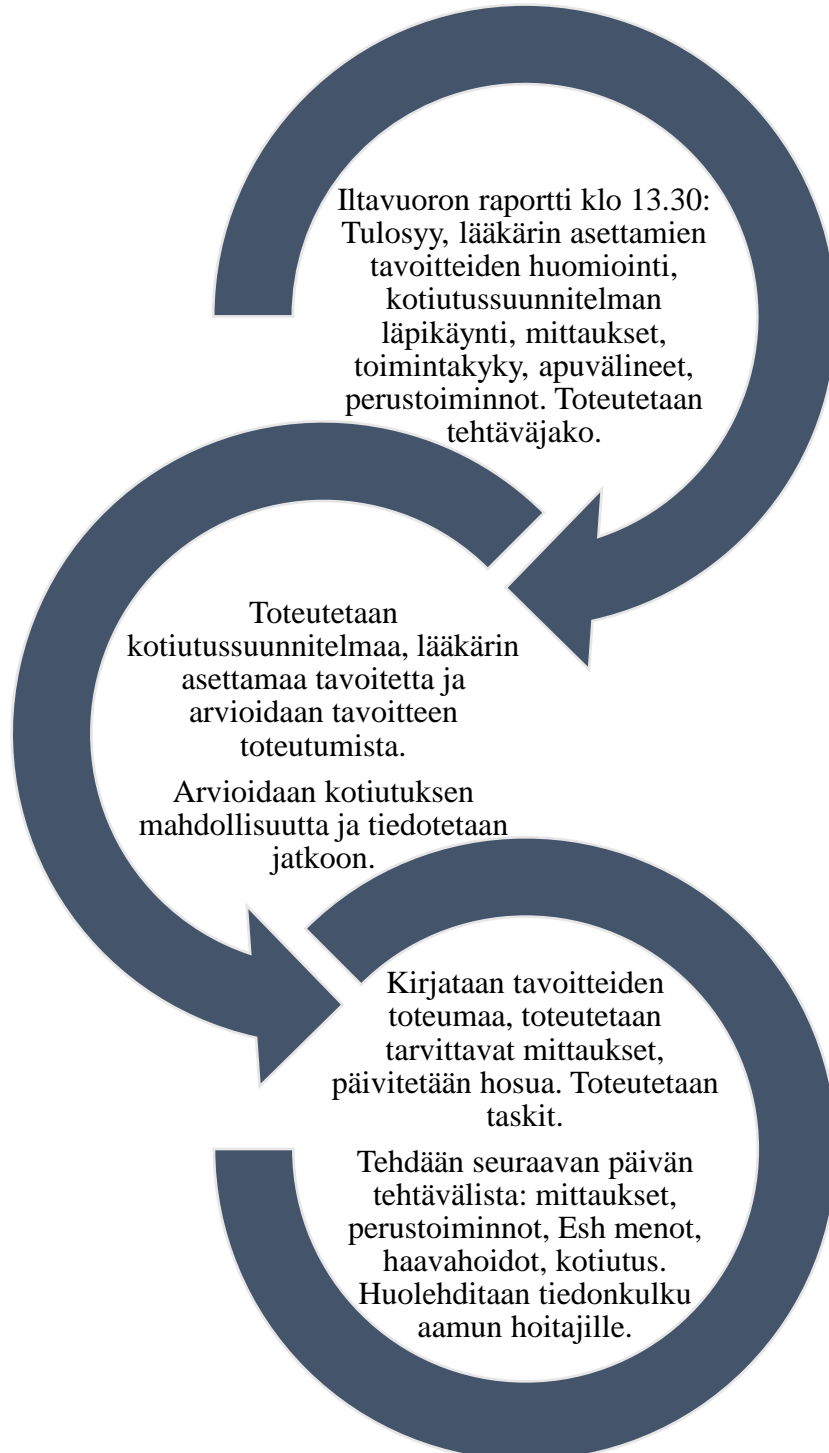 Iltavuoron raportti klo 13.30:
Tulosyy, lääkärin asettamien
tavoitteiden huomiointi,
kotiutussuunnitelman
läpikäynti, mittaukset,
toimintakyky, apuvälineet,
perustoiminnot. Toteutetaan
tehtäväjako.
Toteutetaan
kotiutussuunnitelmaa, lääkärin
asettamaa tavoitetta ja
arvioidaan tavoitteen
toteutumista.
Arvioidaan kotiutuksen
mahdollisuutta ja tiedotetaan
jatkoon.
Kirjataan tavoitteiden
toteumaa, toteutetaan
tarvittavat mittaukset,
päivitetään hosua. Toteutetaan
taskit.
Tehdään seuraavan päivän
tehtävälista: mittaukset,
perustoiminnot, Esh menot,
haavahoidot, kotiutus.
Huolehditaan tiedonkulku
aamun hoitajille.